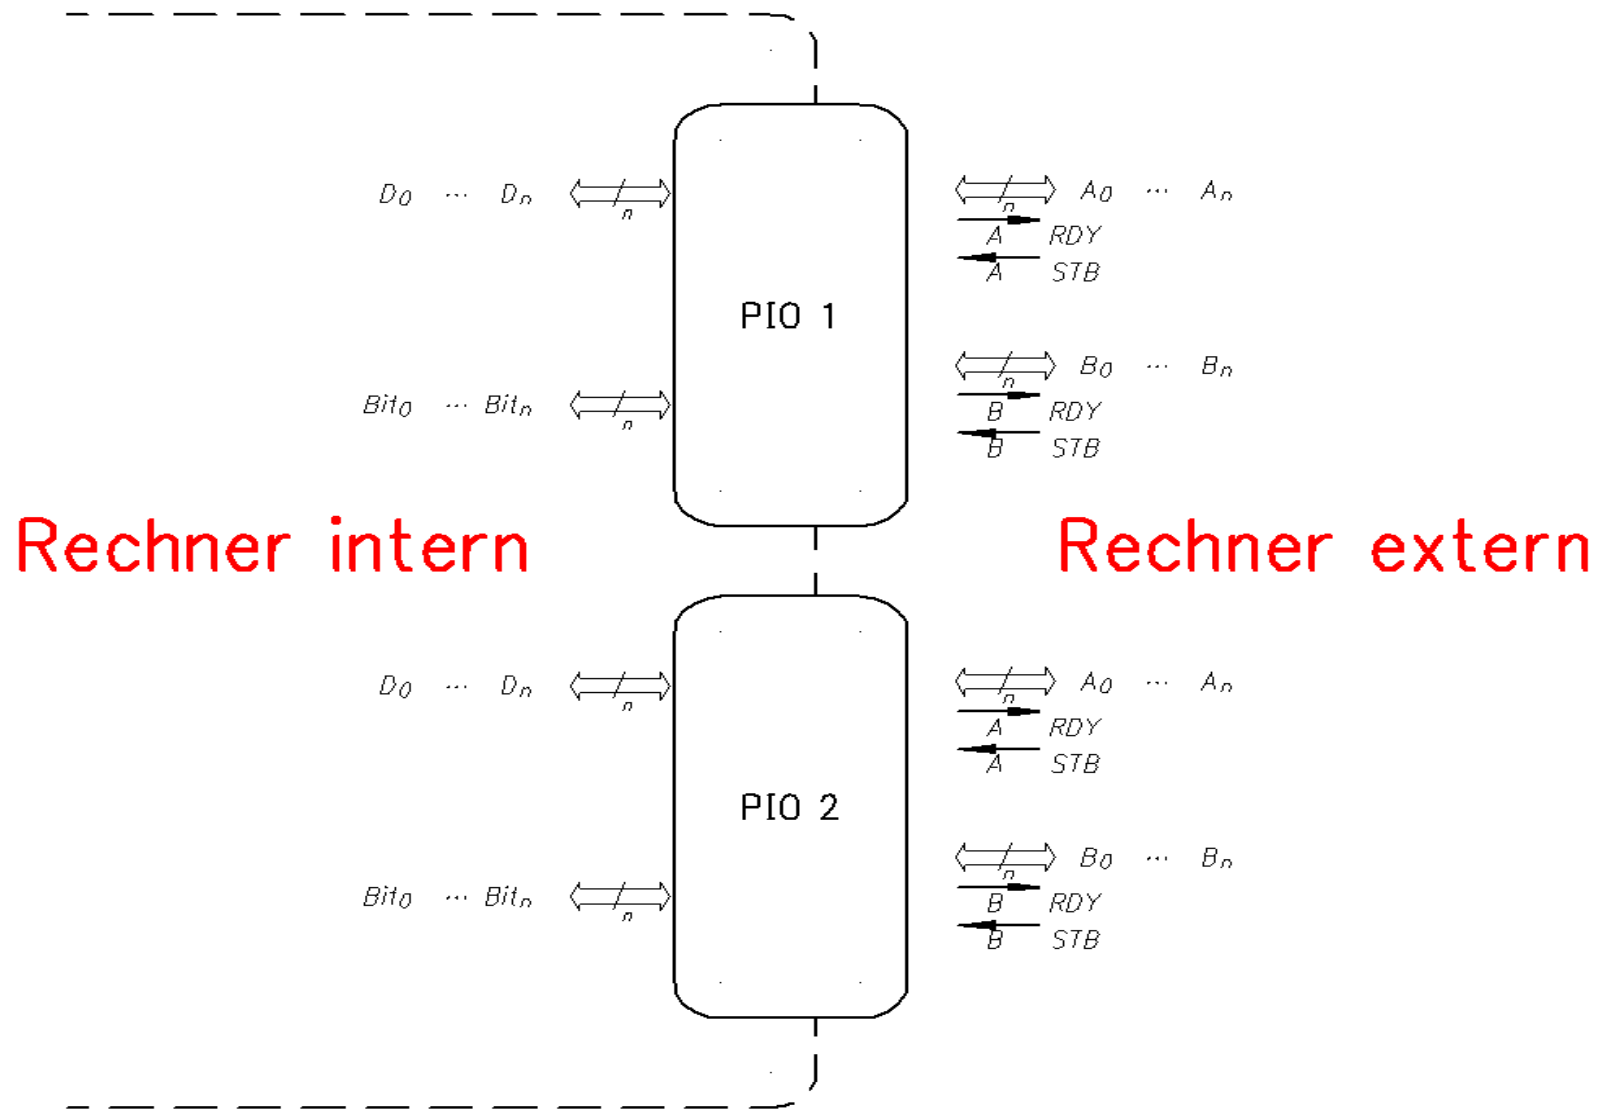 D0 ... Dn n n A0 ... An
A RDY
A STB
PIO 1
Bit0 ... Bitn n n B0 ... Bn
B RDY
B STB
Rechner intern Rechner extern
D0 ... Dn n n A0 ... An
A RDY
A STB
PIO 2
Bit0 ... Bitn n n B0 ... Bn
B RDY
B STB